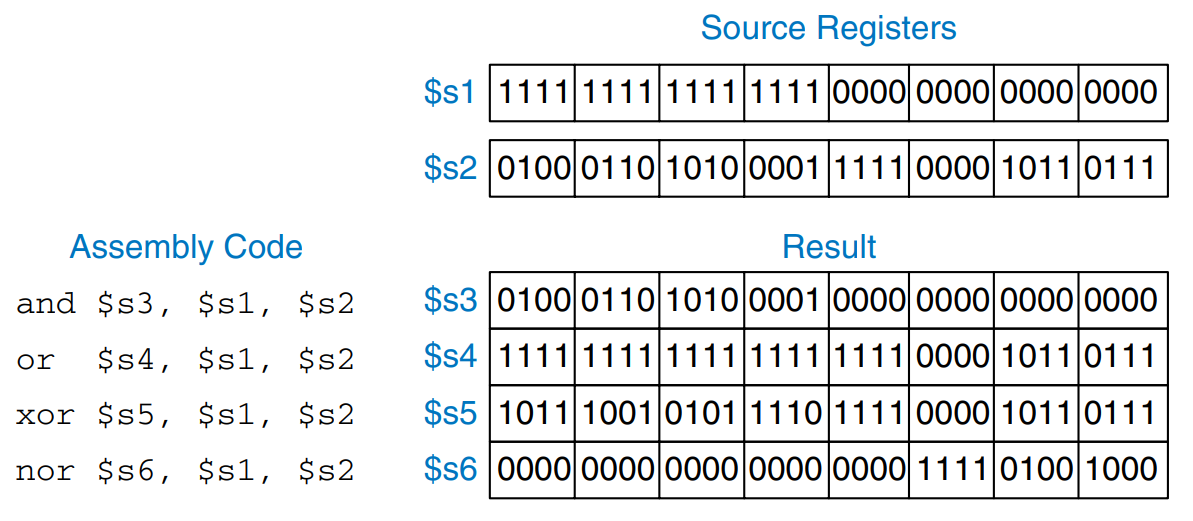 Source Registers
$s1 1111 1111 1111 1111 0000 0000 0000 0000
$s2 0100 0110 1010 0001 1111 0000 1011 0111
Assembly Code Result
and $s3, $s1, $s2 $s3 0100 0110 1010 0001 0000 0000 0000 0000
or $s4, $s1, $s2 $s4 1111 1111 1111 1111 1111 0000 1011 0111
xor $s5, $s1, $s2 $s5 1011 1001 0101 1110 1111 0000 1011 0111
nor $s6, $s1, $s2 $s6 0000 0000 0000 0000 0000 1111 0100 1000